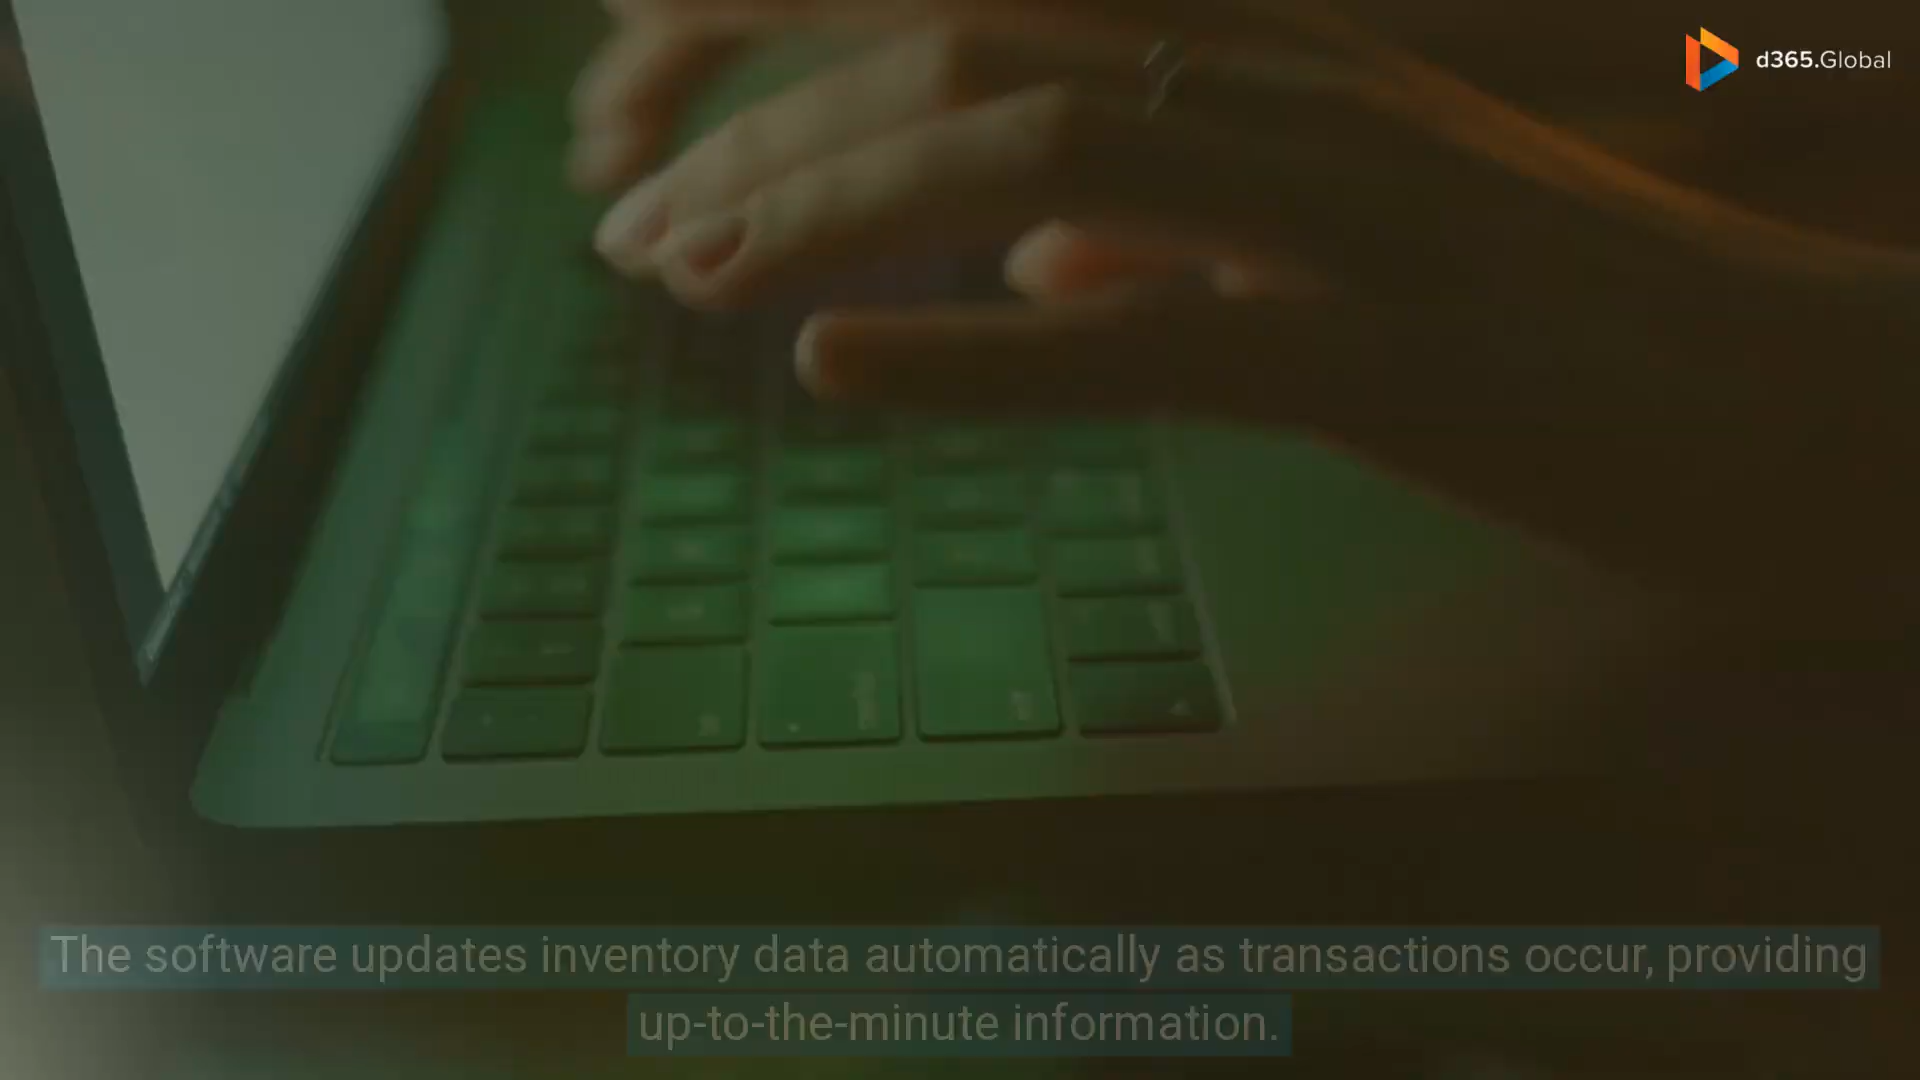 d365.Global
The software updates inventory data automatically as transactions occur, providing
up-to-the-minute information.